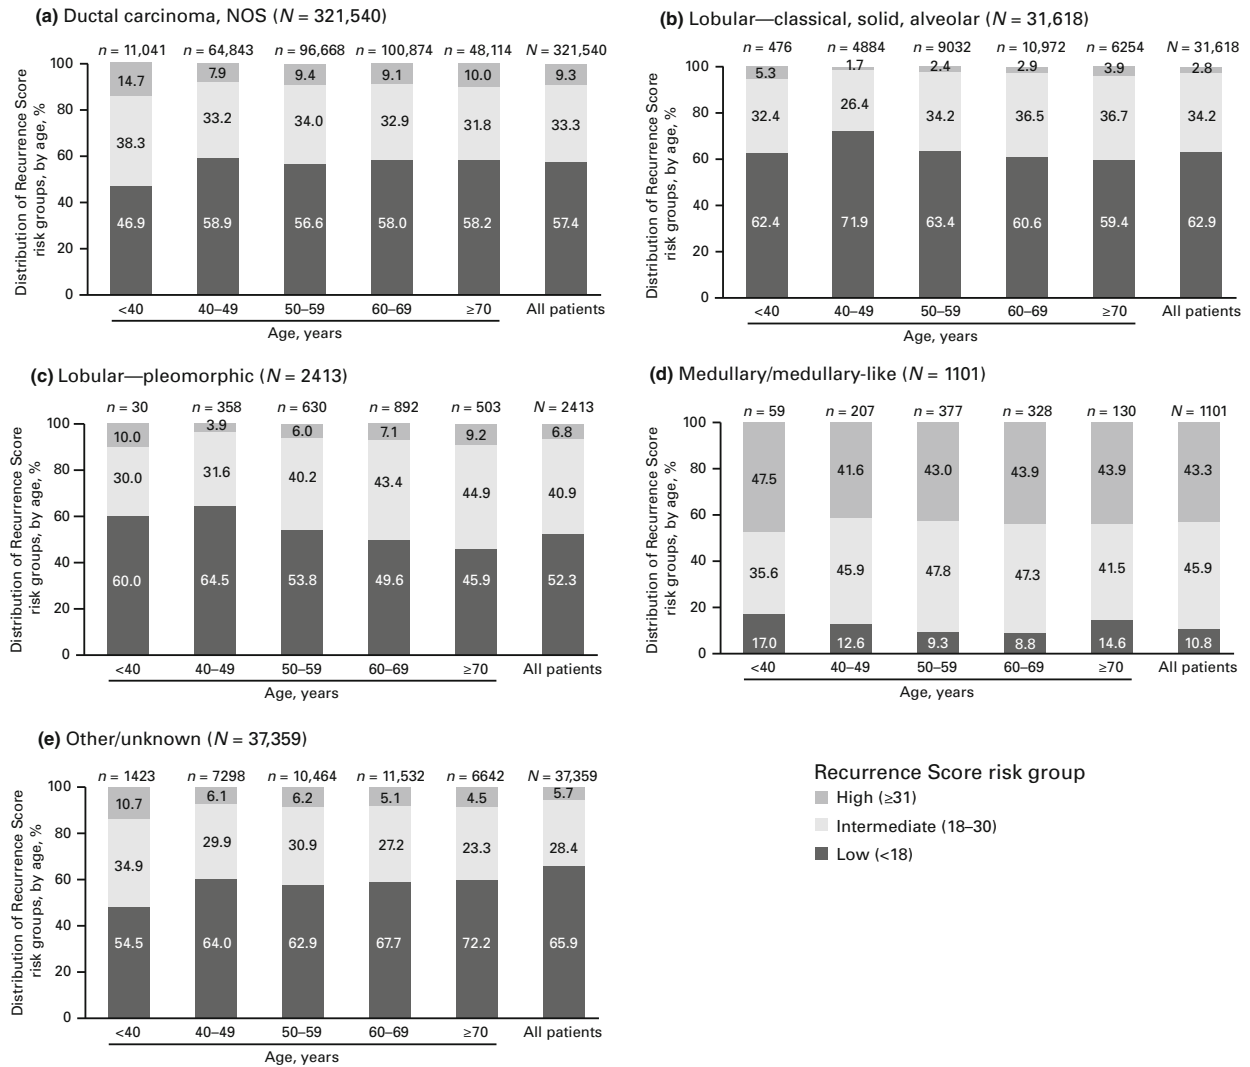 (a) Ductal carcinoma, NOS (N = 321,540)
n = 11,041 n = 64,843 n = 96,668 n = 100,874 n = 48,114 N = 321,540
Distribution of Recurrence Score
risk groups, by age, %
100
80
60
40
20
0
14.7 7.9 9.4 9.1 10.0 9.3
38.3 33.2 34.0 32.9 31.8 33.3
46.9 58.9 56.6 58.0 58.2 57.4
<40 40–49 50–59 60–69 ≥70 All patients
Age, years
(b) Lobular—classical, solid, alveolar (N = 31,618)
n = 476 n = 4884 n = 9032 n = 10,972 n = 6254 N = 31,618
Distribution of Recurrence Score
risk groups, by age, %
100
80
60
40
20
0
5.3 1.7 2.4 2.9 3.9 2.8
32.4 26.4 34.2 36.5 36.7 34.2
62.4 71.9 63.4 60.6 59.4 62.9
<40 40–49 50–59 60–69 ≥70 All patients
Age, years
(c) Lobular—pleomorphic (N = 2413)
n = 30 n = 358 n = 630 n = 892 n = 503 N = 2413
Distribution of Recurrence Score
risk groups, by age, %
100
80
60
40
20
0
10.0 3.9 6.0 7.1 9.2 6.8
30.0 31.6 40.2 43.4 44.9 40.9
60.0 64.5 53.8 49.6 45.9 52.3
<40 40–49 50–59 60–69 ≥70 All patients
Age, years
(d) Medullary/medullary-like (N = 1101)
n = 59 n = 207 n = 377 n = 328 n = 130 N = 1101
Distribution of Recurrence Score
risk groups, by age, %
100
80
60
40
20
0
47.5 41.6 43.0 43.9 43.9 43.3
35.6 45.9 47.8 47.3 41.5 45.9
17.0 12.6 9.3 8.8 14.6 10.8
<40 40–49 50–59 60–69 ≥70 All patients
Age, years
(e) Other/unknown (N = 37,359)
n = 1423 n = 7298 n = 10,464 n = 11,532 n = 6642 N = 37,359
Distribution of Recurrence Score
risk groups, by age, %
100
80
60
40
20
0
10.7 6.1 6.2 5.1 4.5 5.7
34.9 29.9 30.9 27.2 23.3 28.4
54.5 64.0 62.9 67.7 72.2 65.9
<40 40–49 50–59 60–69 ≥70 All patients
Age, years
Recurrence Score risk group
High (≥31)
Intermediate (18–30)
Low (<18)